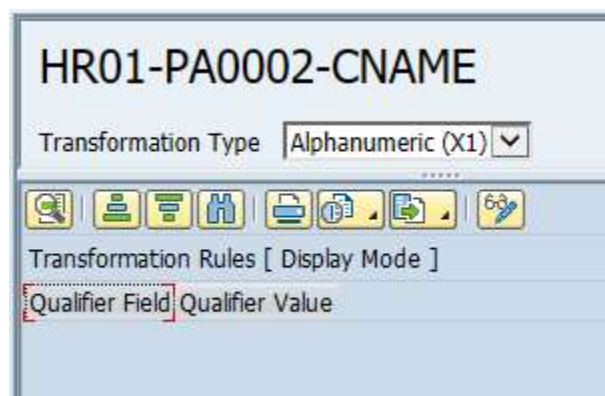 HR01-PA0002-CNAME
Transformation Type Alphanumeric (X1)
Transformation Rules [ Display Mode ]
Qualifier Field Qualifier Value